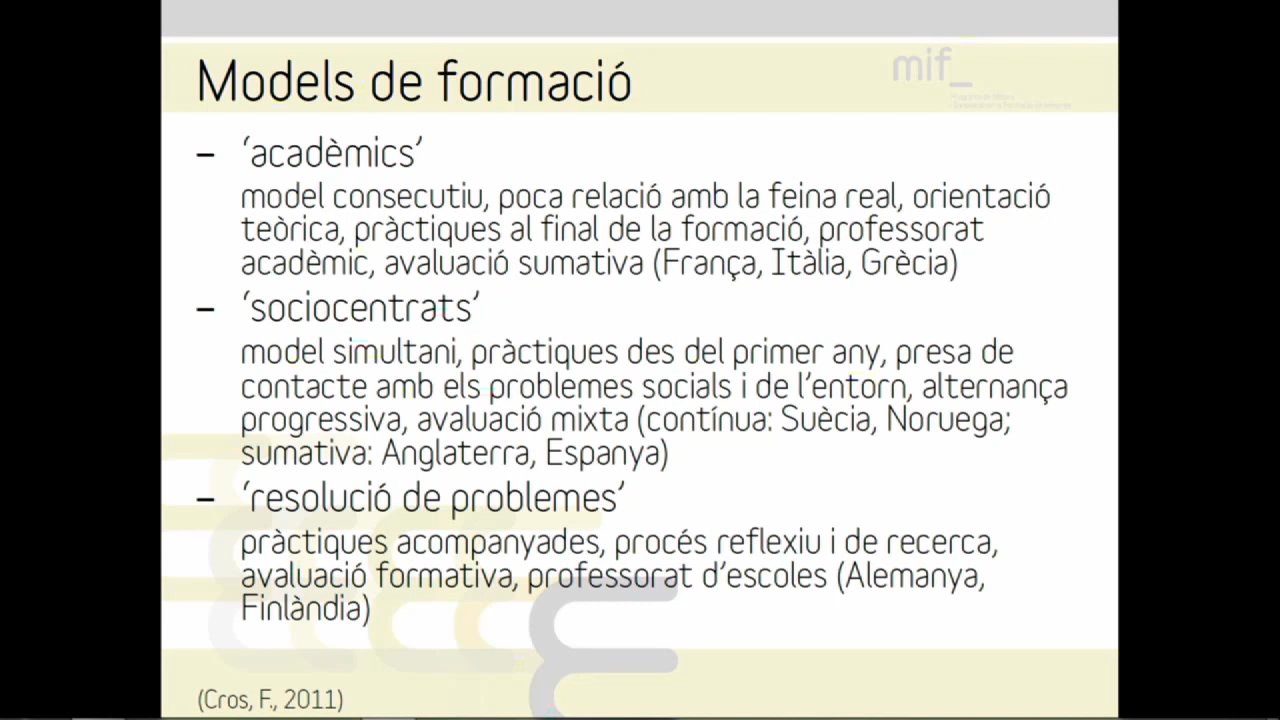 Models de formació
mif_
– ‘acadèmics’
model consecutiu, poca relació amb la feina real, orientació
teòrica, pràctiques al final de la formació, professorat
acadèmic, avaluació sumativa (França, Itàlia, Grècia)
– ‘sociocentrats’
model simultani, pràctiques des del primer any, presa de
contacte amb els problemes socials i de l’entorn, alternança
progressiva, avaluació mixta (contínua: Suècia, Noruega;
sumativa: Anglaterra, Espanya)
– ‘resolució de problemes’
pràctiques acompanyades, procés reflexiu i de recerca,
avaluació formativa, professorat d’escoles (Alemanya,
Finlàndia)
(Cros, F., 2011)